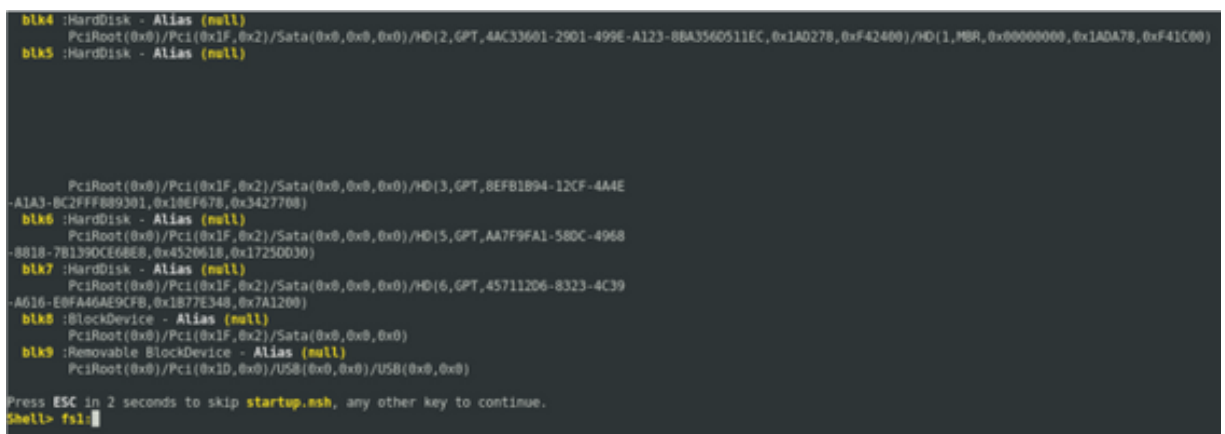 blk4 :HardDisk - Alias (null)
PciRoot(0x0)/Pci(0x1F,0x2)/Sata(0x0,0x0,0x0)/HD(2,GPT,4AC33601-29D1-499E-A123-8BA356D511EC,0x1AD278,0xF42400)/HD(1,MBR,0x00000000,0x1ADA78,0xF41C00)
blk5 :HardDisk - Alias (null)
PciRoot(0x0)/Pci(0x1F,0x2)/Sata(0x0,0x0,0x0)/HD(3,GPT,8EFB1B94-12CF-4A4E
-A1A3-BC2FFFB89301,0x10EF678,0x3427708)
blk6 :HardDisk - Alias (null)
PciRoot(0x0)/Pci(0x1F,0x2)/Sata(0x0,0x0,0x0)/HD(5,GPT,AA7F9FA1-58DC-4968
-8818-7B139DCE6BE8,0x4520618,0x1725DD30)
blk7 :HardDisk - Alias (null)
PciRoot(0x0)/Pci(0x1F,0x2)/Sata(0x0,0x0,0x0)/HD(6,GPT,457112D6-8323-4C39
-A616-E0FA46AE9CFB,0x1B77E348,0x7A1200)
blk8 :BlockDevice - Alias (null)
PciRoot(0x0)/Pci(0x1F,0x2)/Sata(0x0,0x0,0x0)
blk9 :Removable BlockDevice - Alias (null)
PciRoot(0x0)/Pci(0x1D,0x0)/USB(0x0,0x0)/USB(0x0,0x0)
Press ESC in 2 seconds to skip startup.nsh, any other key to continue.
Shell> fs1: